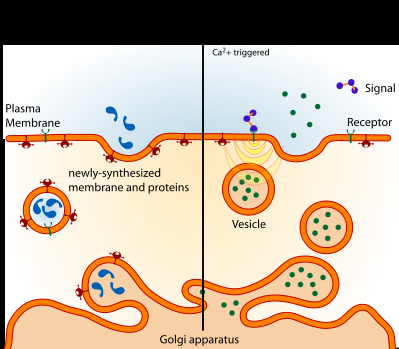 Ca²+ triggered
Signal
Plasma
Membrane
Receptor
newly-synthesized
membrane and proteins
Vesicle
Golgi apparatus